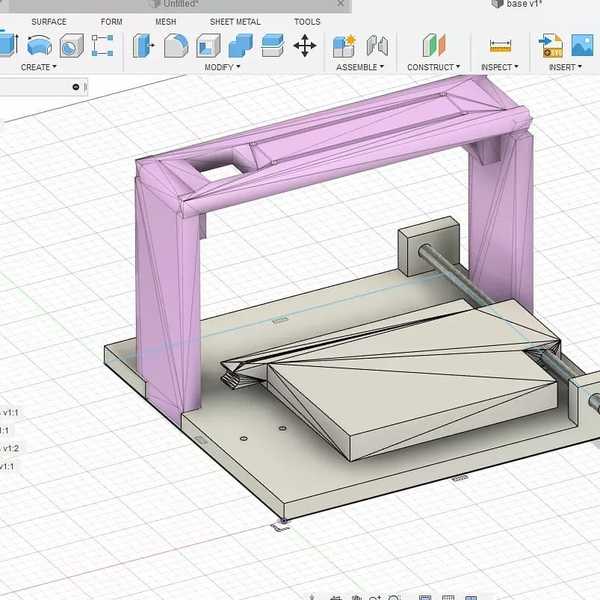 Untitled*
base v1*
SURFACE FORM MESH SHEET METAL TOOLS
CREATE MODIFY ASSEMBLE CONSTRUCT INSPECT INSERT
v1:1
:1
v1:2
v1:1